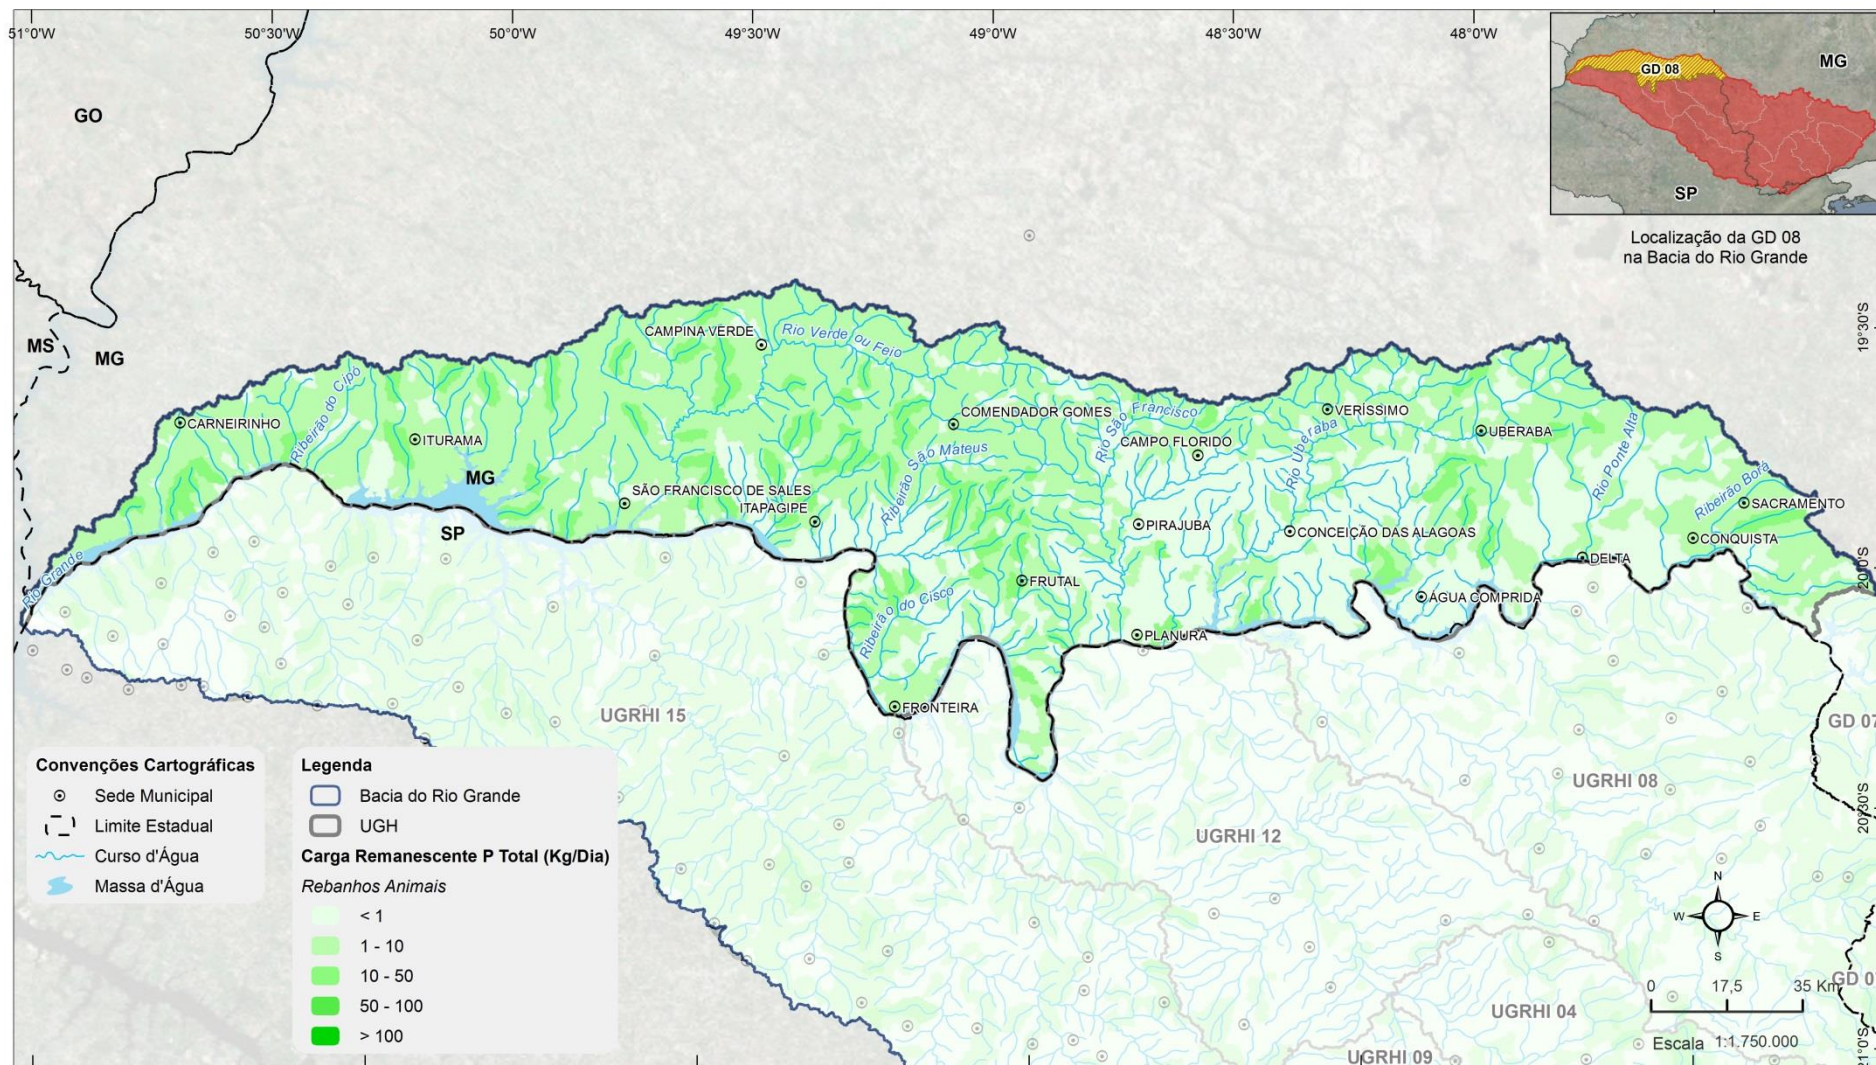 51°0'W
50°30'W
50°0'W
49°30'W
49°0'W
48°30'W
48°0'W
GO
MS
MG
GD 08
MG
SP
Localização da GD 08
na Bacia do Rio Grande
19°30'S
20°0'S
20°30'S
21°0'S
CAMPINA VERDE
Rio Verde ou Feio
Ribeirão do Cipó
CARNEIRINHO
ITURAMA
COMENDADOR GOMES
Rio São Francisco
CAMPO FLORIDO
VERÍSSIMO
UBERABA
Rio Uberaba
Rio Ponte Alta
Ribeirão São Mateus
MG
SÃO FRANCISCO DE SALES
ITAPAGIPE
Ribeirão Borá
SACRAMENTO
PIRAJUBA
CONCEIÇÃO DAS ALAGOAS
CONQUISTA
SP
DELTA
Rio Grande
FRUTAL
Ribeirão do Cisco
ÁGUA COMPRIDA
PLANURA
FRONTEIRA
UGRHI 15
GD 07
UGRHI 08
UGRHI 12
UGRHI 04
UGRHI 09
GD 0
Convenções Cartográficas
Sede Municipal
Limite Estadual
Curso d'Água
Massa d'Água
Legenda
Bacia do Rio Grande
UGH
Carga Remanescente P Total (Kg/Dia)
Rebanhos Animais
< 1
1 - 10
10 - 50
50 - 100
> 100
N
W
E
S
0 17,5 35 Km
Escala 1:1.750.000